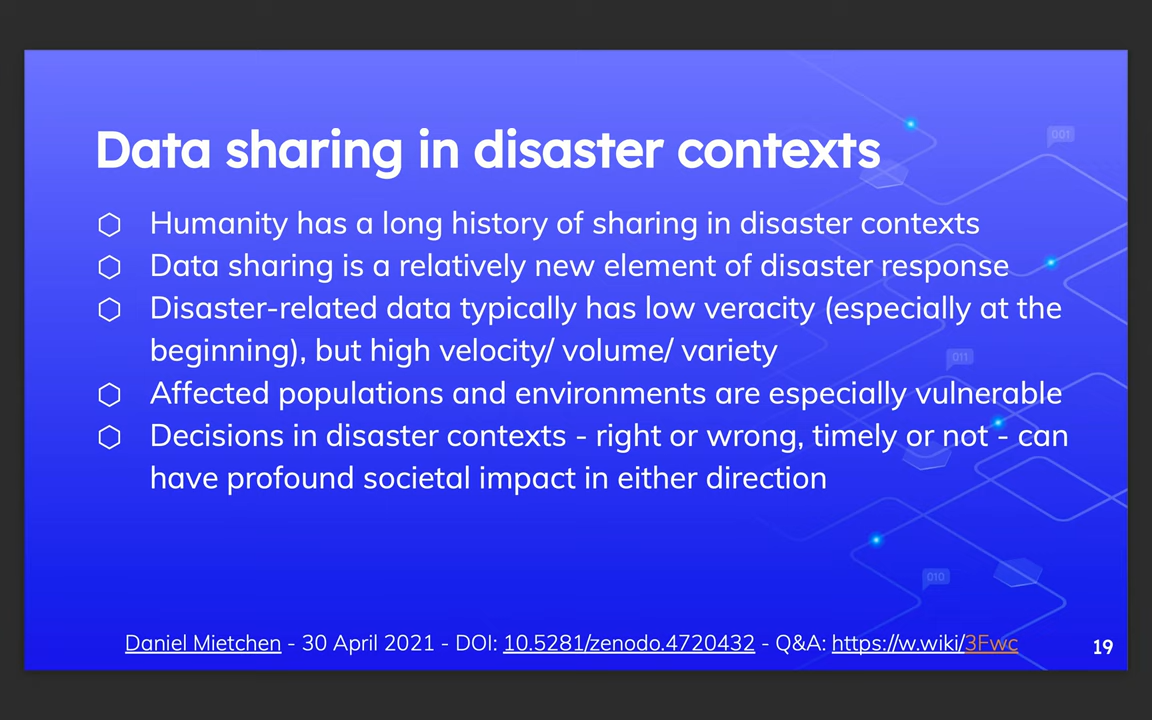 Data sharing in disaster contexts
Humanity has a long history of sharing in disaster contexts
Data sharing is a relatively new element of disaster response
Disaster-related data typically has low veracity (especially at the
beginning), but high velocity/ volume/ variety
Affected populations and environments are especially vulnerable
Decisions in disaster contexts - right or wrong, timely or not - can
have profound societal impact in either direction
Daniel Mietchen - 30 April 2021 - DOI: 10.5281/zenodo.4720432 - Q&A: https://w.wiki/3Fwc
19
001
011
010